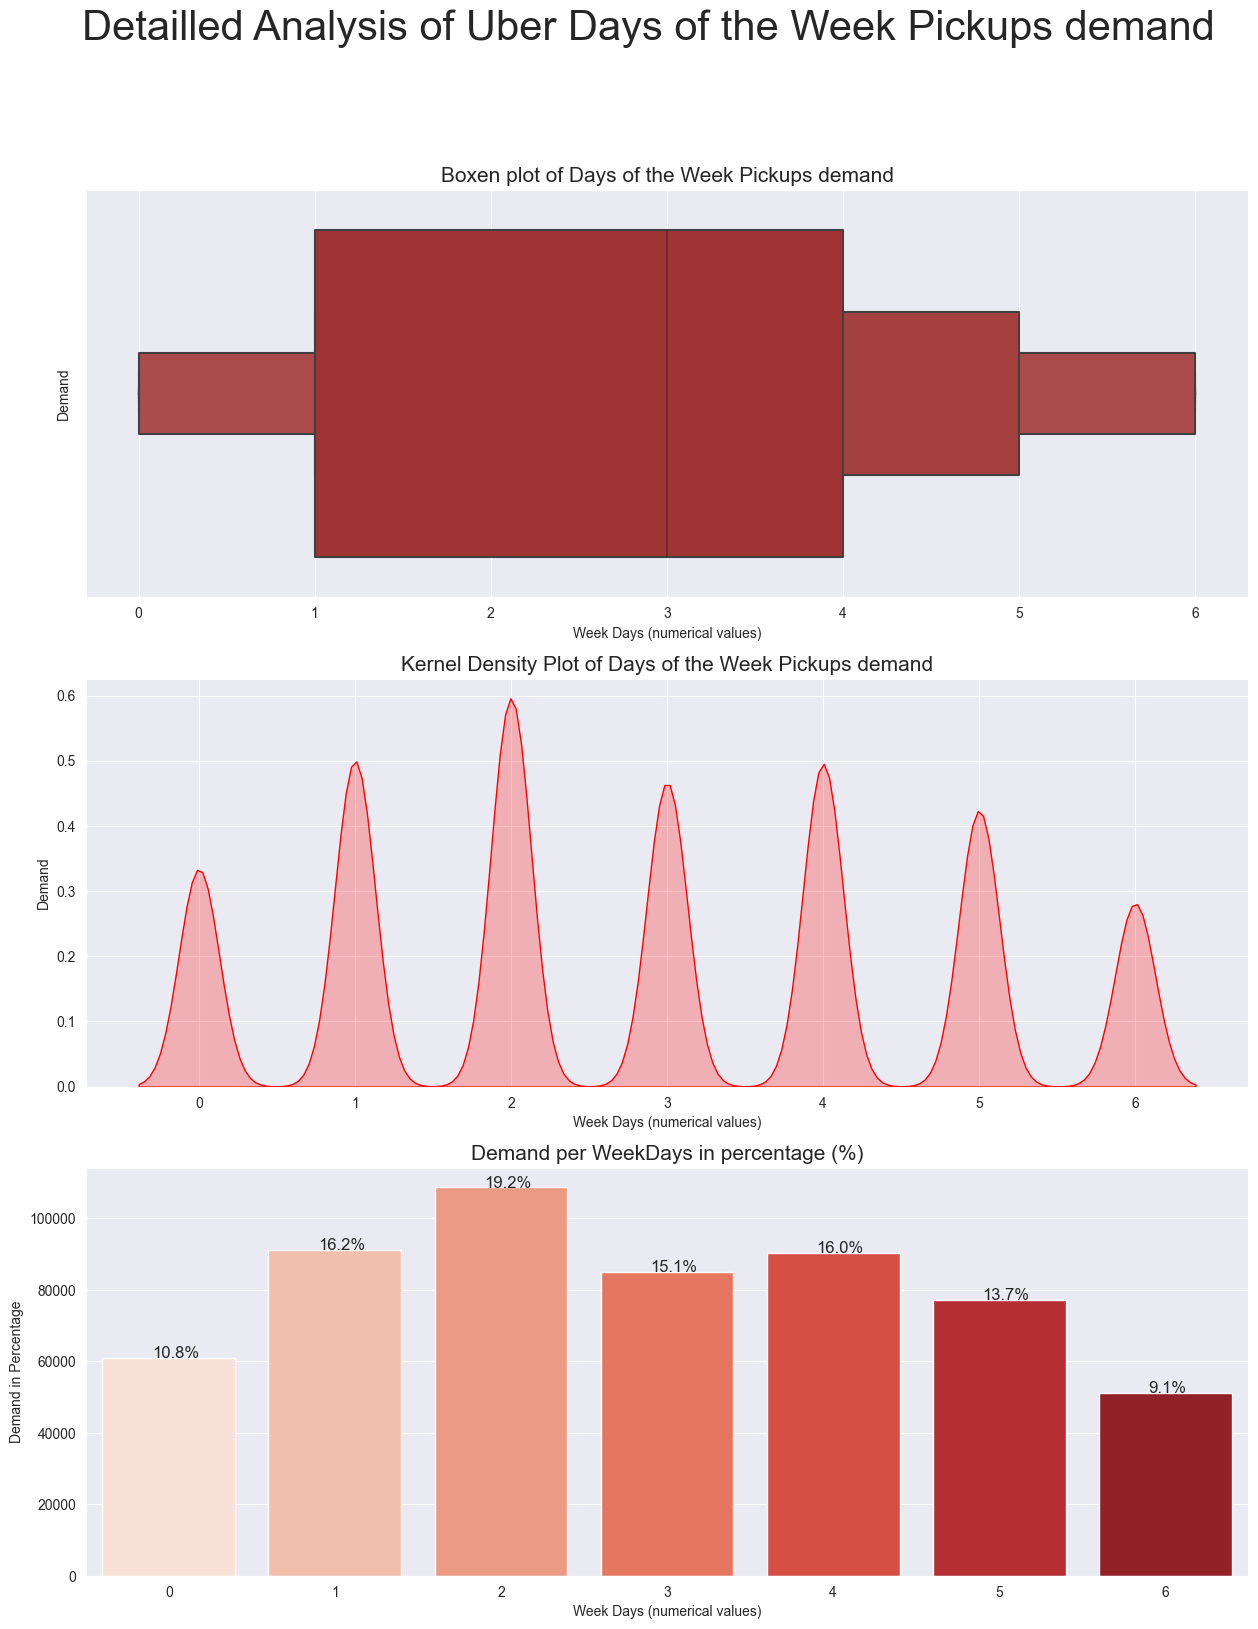 Detailled Analysis of Uber Days of the Week Pickups demand
Boxen plot of Days of the Week Pickups demand
Demand
0 1 2 3 4 5 6
Week Days (numerical values)
Kernel Density Plot of Days of the Week Pickups demand
0.6
0.5
0.4
0.3
0.2
0.1
0.0
Demand
0 1 2 3 4 5 6
Week Days (numerical values)
Demand per WeekDays in percentage (%)
100000
80000
60000
40000
20000
0
Demand in Percentage
10.8%
16.2%
19.2%
15.1%
16.0%
13.7%
9.1%
0 1 2 3 4 5 6
Week Days (numerical values)